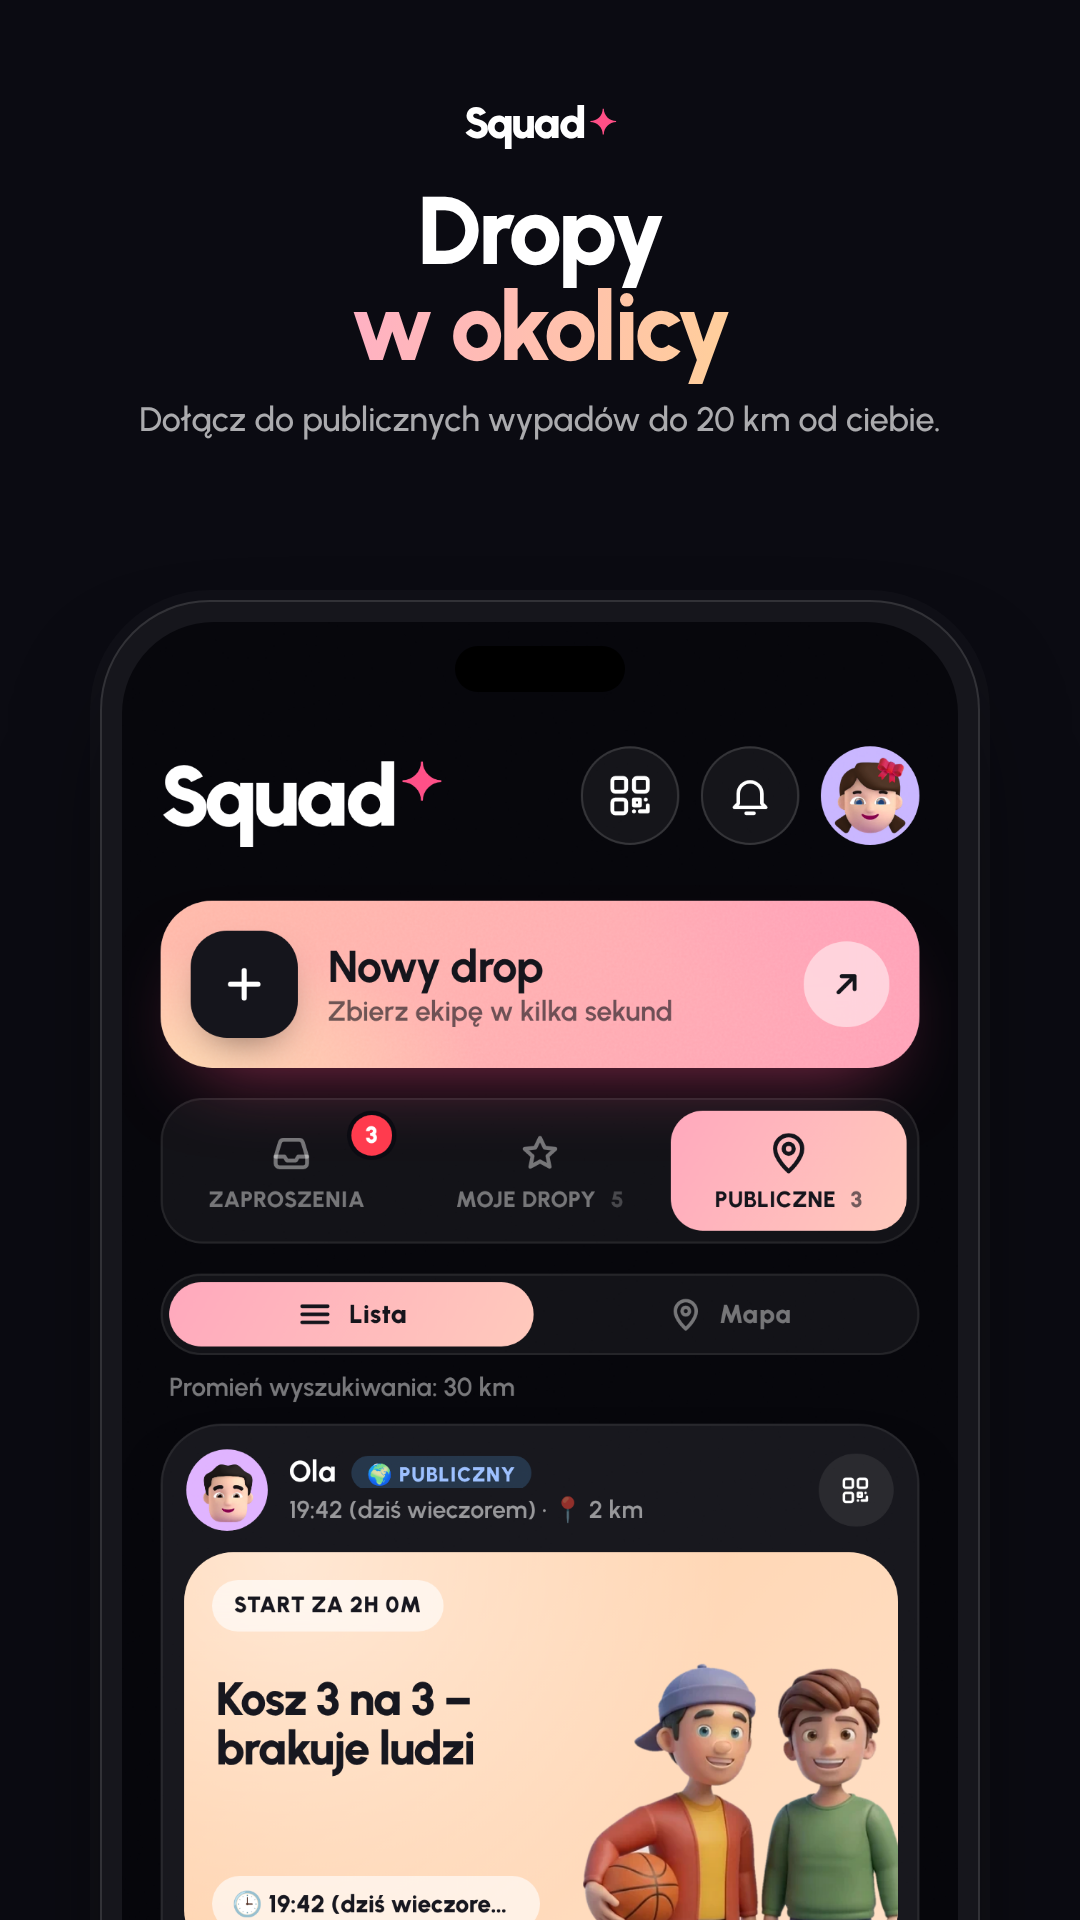 Squad
Dropy
w okolicy
Dołącz do publicznych wypadów do 20 km od ciebie.
Squad
Nowy drop
Zbierz ekipę w kilka sekund
3
ZAPROSZENIA
MOJE DROPY 5
PUBLICZNE 3
Lista
Mapa
Promień wyszukiwania: 30 km
Ola 🌍 PUBLICZNY
19:42 (dziś wieczorem) · 📍 2 km
START ZA 2H 0M
Kosz 3 na 3 –
brakuje ludzi
🕒 19:42 (dziś wieczore...